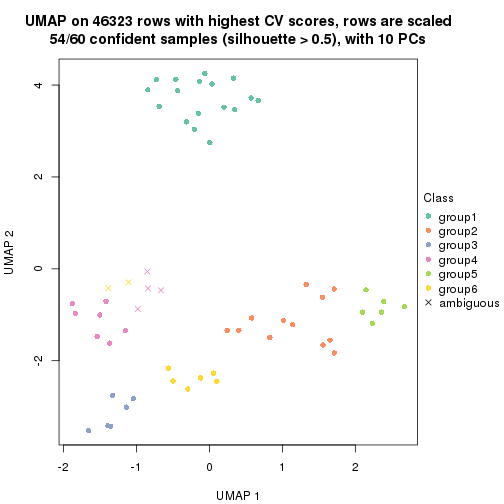 UMAP on 46323 rows with highest CV scores, rows are scaled
54/60 confident samples (silhouette > 0.5), with 10 PCs
4
2
0
-2
UMAP 2
-2
-1
0
1
2
UMAP 1
Class
group1
group2
group3
group4
group5
group6
ambiguous